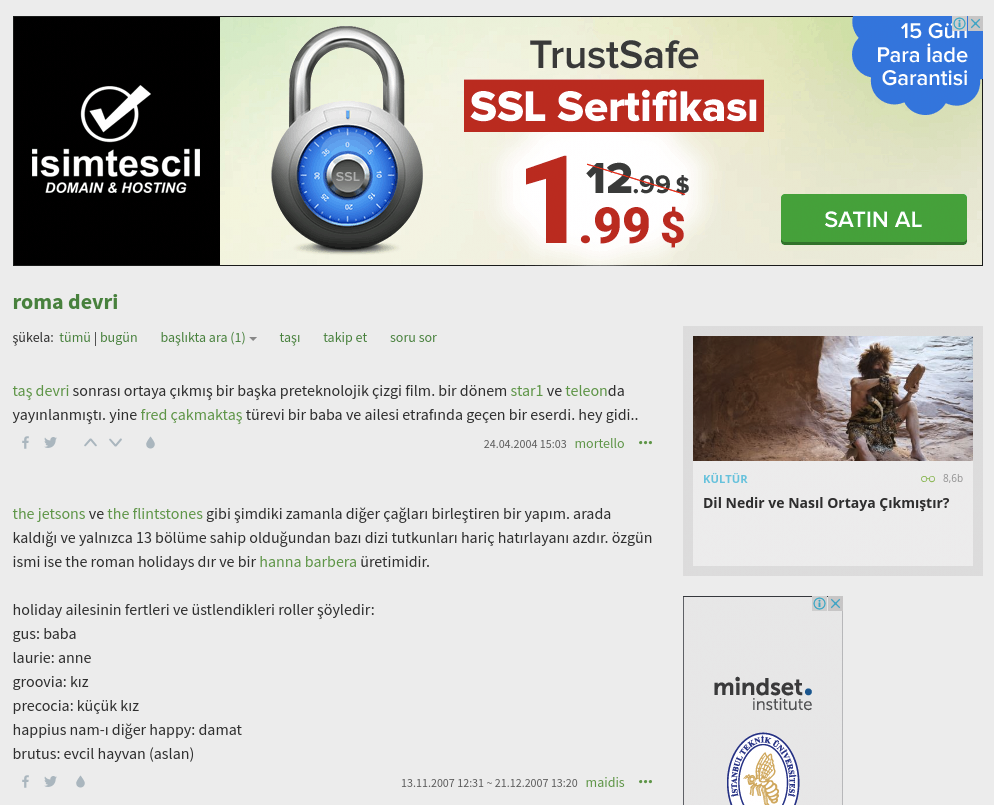 isimtescil
DOMAIN & HOSTING
SSL
TrustSafe
SSL Sertifikası
12.99 $
1.99 $
15 Gün
Para İade
Garantisi
SATIN AL
roma devri
şükela: tümü | bugün başlıkta ara (1) taşı takip et soru sor
taş devri sonrası ortaya çıkmış bir başka preteknolojik çizgi film. bir dönem star1 ve teleonda
yayınlanmıştı. yine fred çakmaktaş türevi bir baba ve ailesi etrafında geçen bir eserdi. hey gidi..
24.04.2004 15:03 mortello
the jetsons ve the flintstones gibi şimdiki zamanla diğer çağları birleştiren bir yapım. arada
kaldığı ve yalnızca 13 bölüme sahip olduğundan bazı dizi tutkunları hariç hatırlayanı azdır. özgün
ismi ise the roman holidays dır ve bir hanna barbera üretimidir.
holiday ailesinin fertleri ve üstlendikleri roller şöyledir:
gus: baba
laurie: anne
groovia: kız
precocia: küçük kız
happius nam-ı diğer happy: damat
brutus: evcil hayvan (aslan)
13.11.2007 12:31 ~ 21.12.2007 13:20 maidis
KÜLTÜR 8,6b
Dil Nedir ve Nasıl Ortaya Çıkmıştır?
mindset.
institute
İSTANBUL TEKNİK ÜNİVERSİTESİ